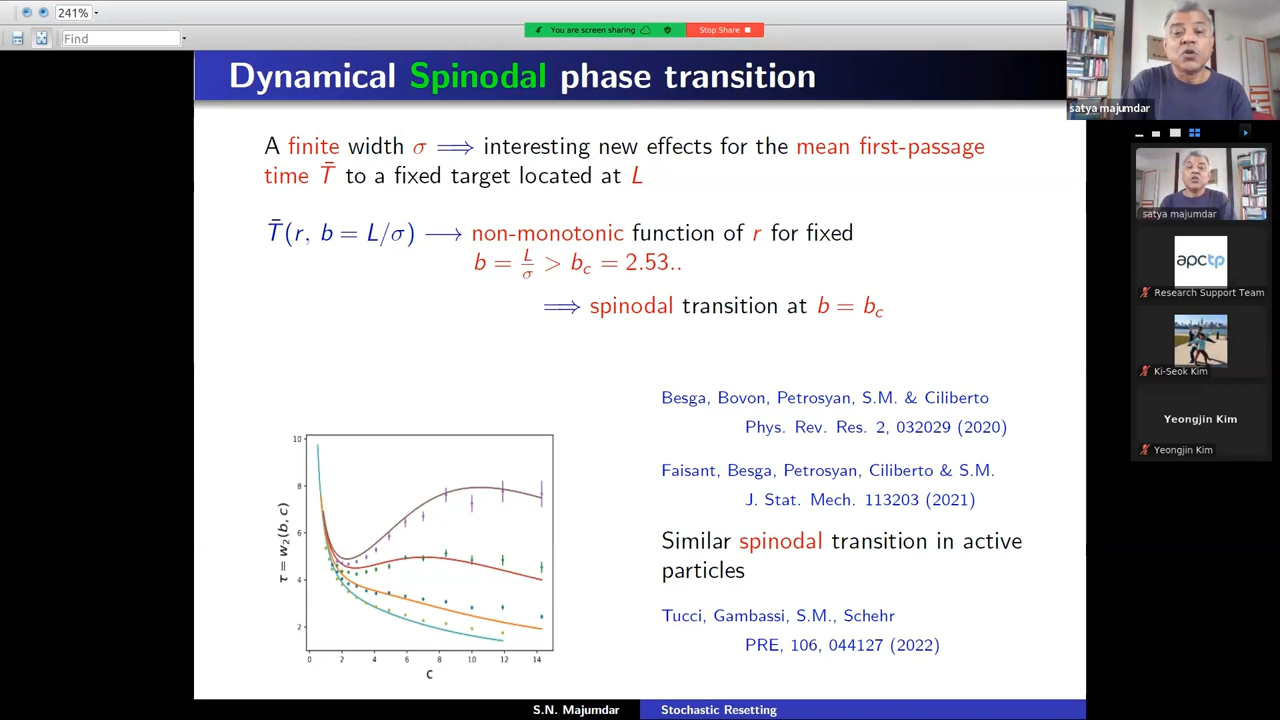 241%
Find
You are screen sharing
Stop Share
Dynamical Spinodal phase transition
A finite width σ ⟹ interesting new effects for the mean first-passage
time T̄ to a fixed target located at L
T̄(r, b = L/σ) ⟶ non-monotonic function of r for fixed
b = L/σ > b_c = 2.53..
⟹ spinodal transition at b = b_c
Besga, Bovon, Petrosyan, S.M. & Ciliberto
Phys. Rev. Res. 2, 032029 (2020)
Faisant, Besga, Petrosyan, Ciliberto & S.M.
J. Stat. Mech. 113203 (2021)
Similar spinodal transition in active
particles
Tucci, Gambassi, S.M., Schehr
PRE, 106, 044127 (2022)
τ = w₂(b, c)
10
8
6
4
2
0 2 4 6 8 10 12 14
c
S.N. Majumdar
Stochastic Resetting
satya majumdar
satya majumdar
apctp
Research Support Team
Ki-Seok Kim
Yeongjin Kim
Yeongjin Kim